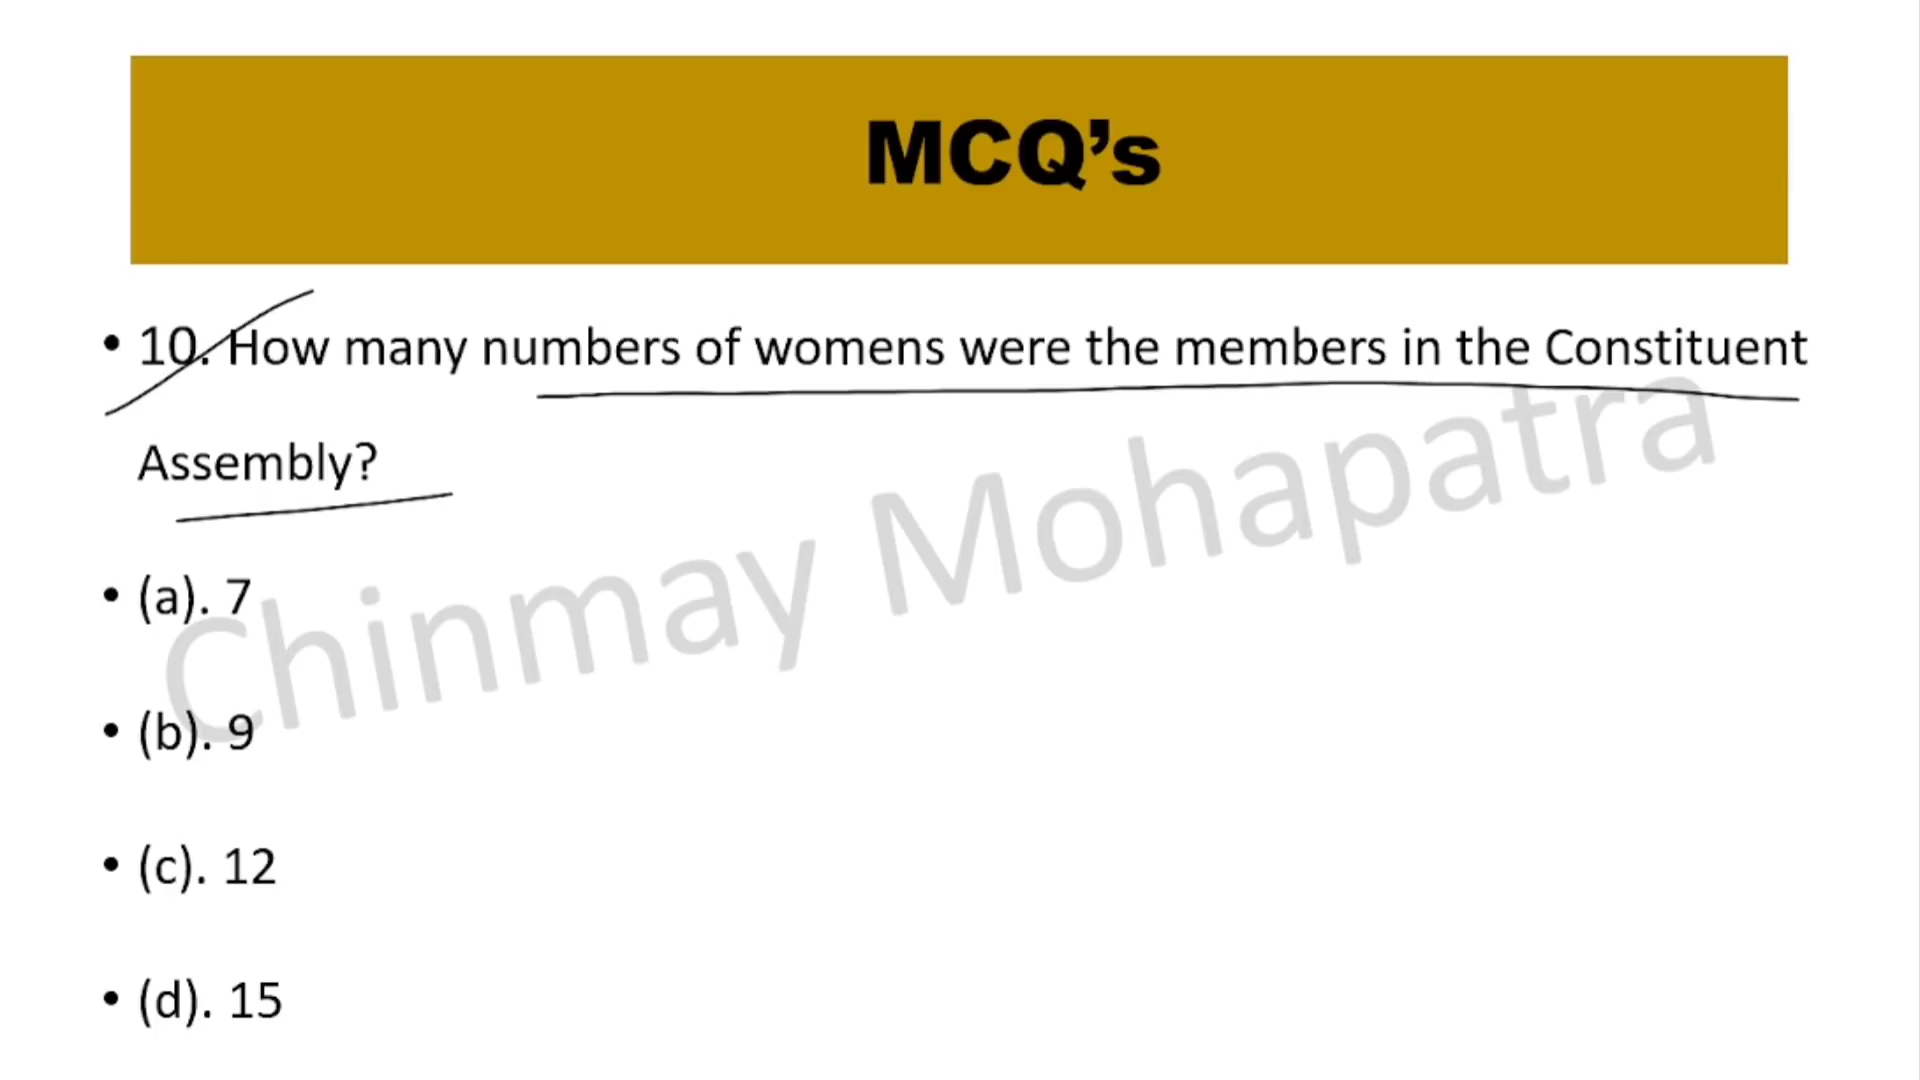 MCQ’s
• 10. How many numbers of womens were the members in the Constituent
Assembly?
Chinmay Mohapatra
• (a). 7
• (b). 9
• (c). 12
• (d). 15